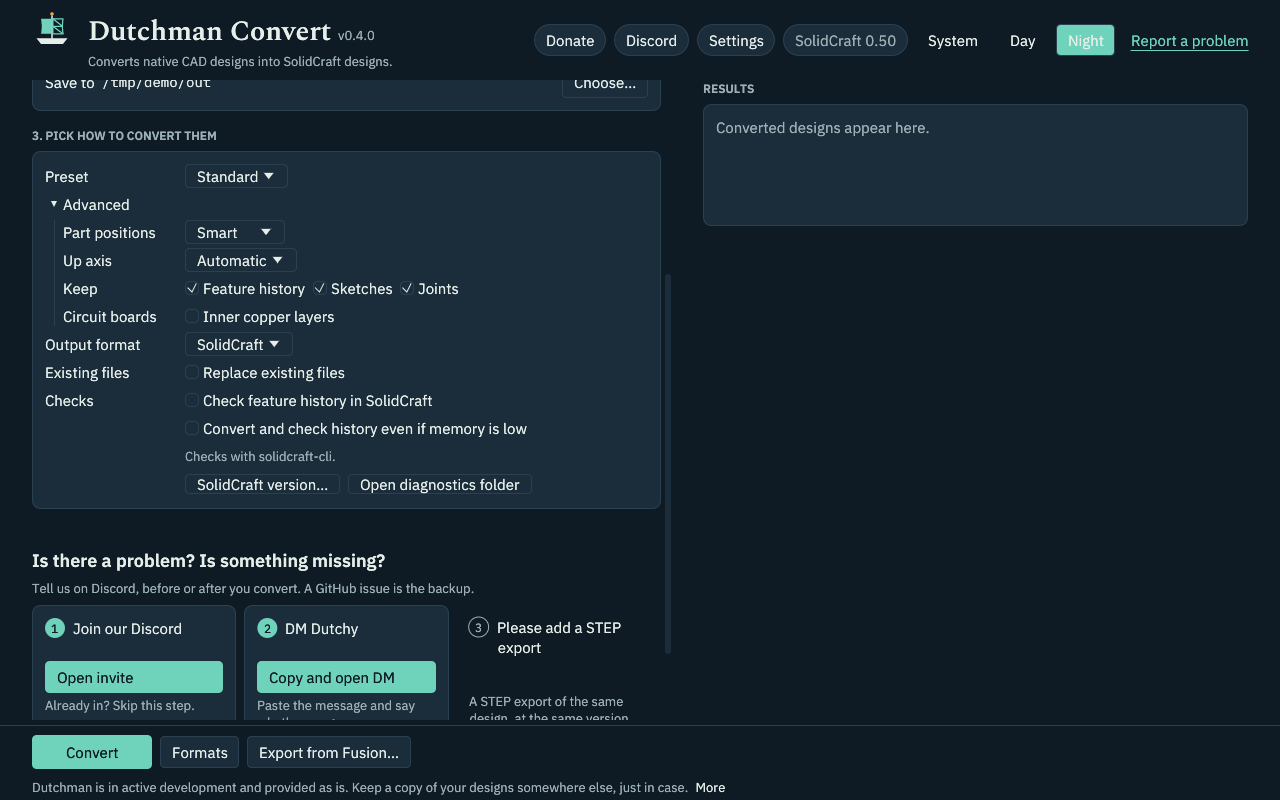 Dutchman Convert v0.4.0
Converts native CAD designs into SolidCraft designs.
Donate
Discord
Settings
SolidCraft 0.50
System
Day
Night
Report a problem
Save to /tmp/demo/out
Choose...
3. PICK HOW TO CONVERT THEM
Preset Standard
Advanced
Part positions Smart
Up axis Automatic
Keep Feature history Sketches Joints
Circuit boards Inner copper layers
Output format SolidCraft
Existing files Replace existing files
Checks Check feature history in SolidCraft
Convert and check history even if memory is low
Checks with solidcraft-cli.
SolidCraft version... Open diagnostics folder
RESULTS
Converted designs appear here.
Is there a problem? Is something missing?
Tell us on Discord, before or after you convert. A GitHub issue is the backup.
1 Join our Discord
Open invite
Already in? Skip this step.
2 DM Dutchy
Copy and open DM
Paste the message and say
3 Please add a STEP
export
A STEP export of the same
design, at the same version
Convert
Formats
Export from Fusion...
Dutchman is in active development and provided as is. Keep a copy of your designs somewhere else, just in case. More